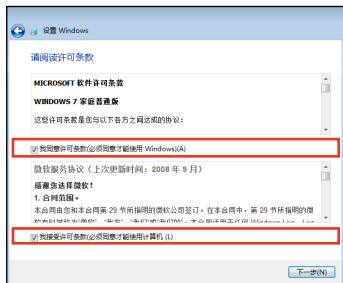 设置 Windows
请阅读许可条款
MICROSOFT 软件许可条款
WINDOWS 7 家庭普通版
这些许可条款是您与以下各方之间达成的协议：
我同意许可条款(必须同意才能使用 Windows)(A)
微软服务协议（上次更新时间：2008 年 9 月）
感谢您选择微软！
1. 合同范围。
本合同由您和本合同第 29 节所指明的微软公司签订。在本合同中，第 29 节所指明的微
我接受许可条款(必须同意才能使用计算机 (L)
下一步(N)